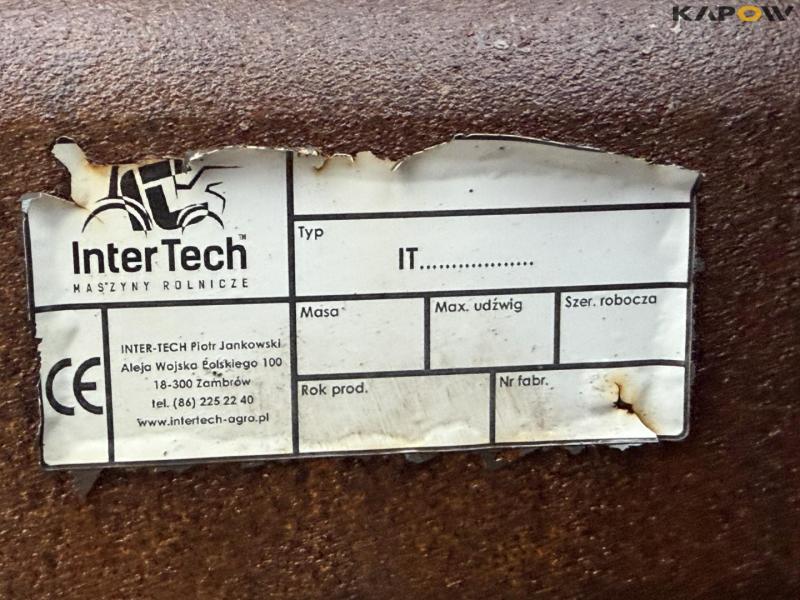 KAPOW
InterTech™
MASZYNY ROLNICZE
Typ
IT..................
Masa
Max. udźwig
Szer. robocza
INTER-TECH Piotr Jankowski
Aleja Wojska Polskiego 100
18-300 Zambrów
tel. (86) 225 22 40
www.intertech-agro.pl
CE
Rok prod.
Nr fabr.